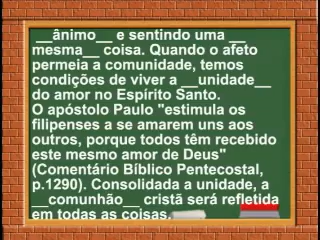 __ânimo__ e sentindo uma __
mesma__ coisa. Quando o afeto
permeia a comunidade, temos
condições de viver a __unidade__
do amor no Espírito Santo.
O apóstolo Paulo "estimula os
filipenses a se amarem uns aos
outros, porque todos têm recebido
este mesmo amor de Deus"
(Comentário Bíblico Pentecostal,
p.1290). Consolidada a unidade, a
__comunhão__ cristã será refletida
em todas as coisas.